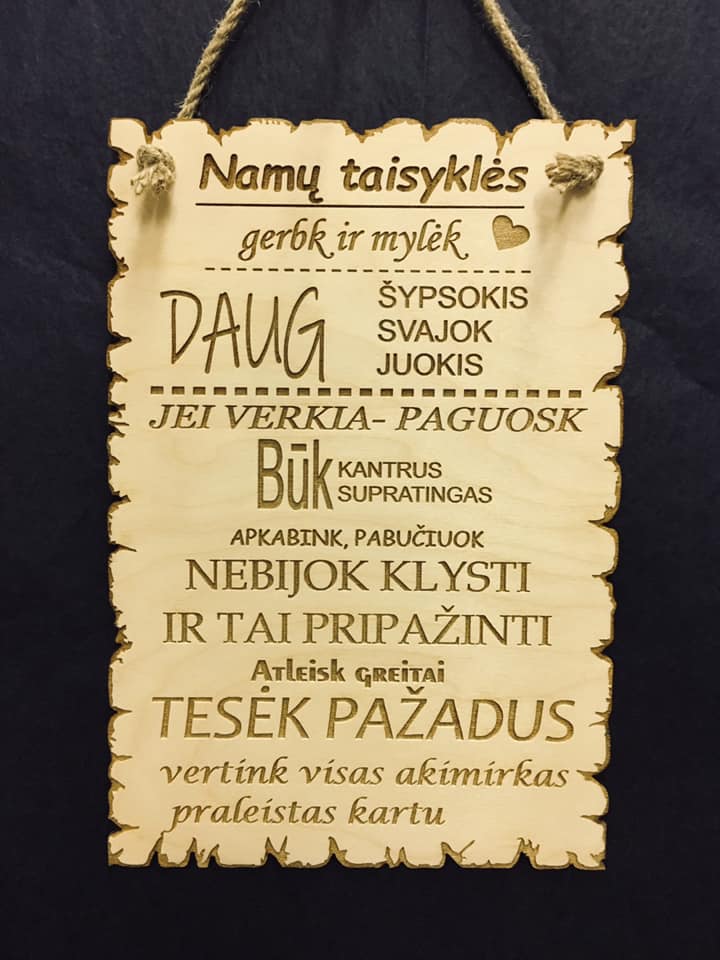 Namų taisyklės
gerbk ir mylėk
DAUG
ŠYPSOKIS
SVAJOK
JUOKIS
JEI VERKIA- PAGUOSK
Būk
KANTRUS
SUPRATINGAS
APKABINK, PABUČIUOK
NEBIJOK KLYSTI
IR TAI PRIPAŽINTI
Atleisk greitai
TESĖK PAŽADUS
vertink visas akimirkas
praleistas kartu